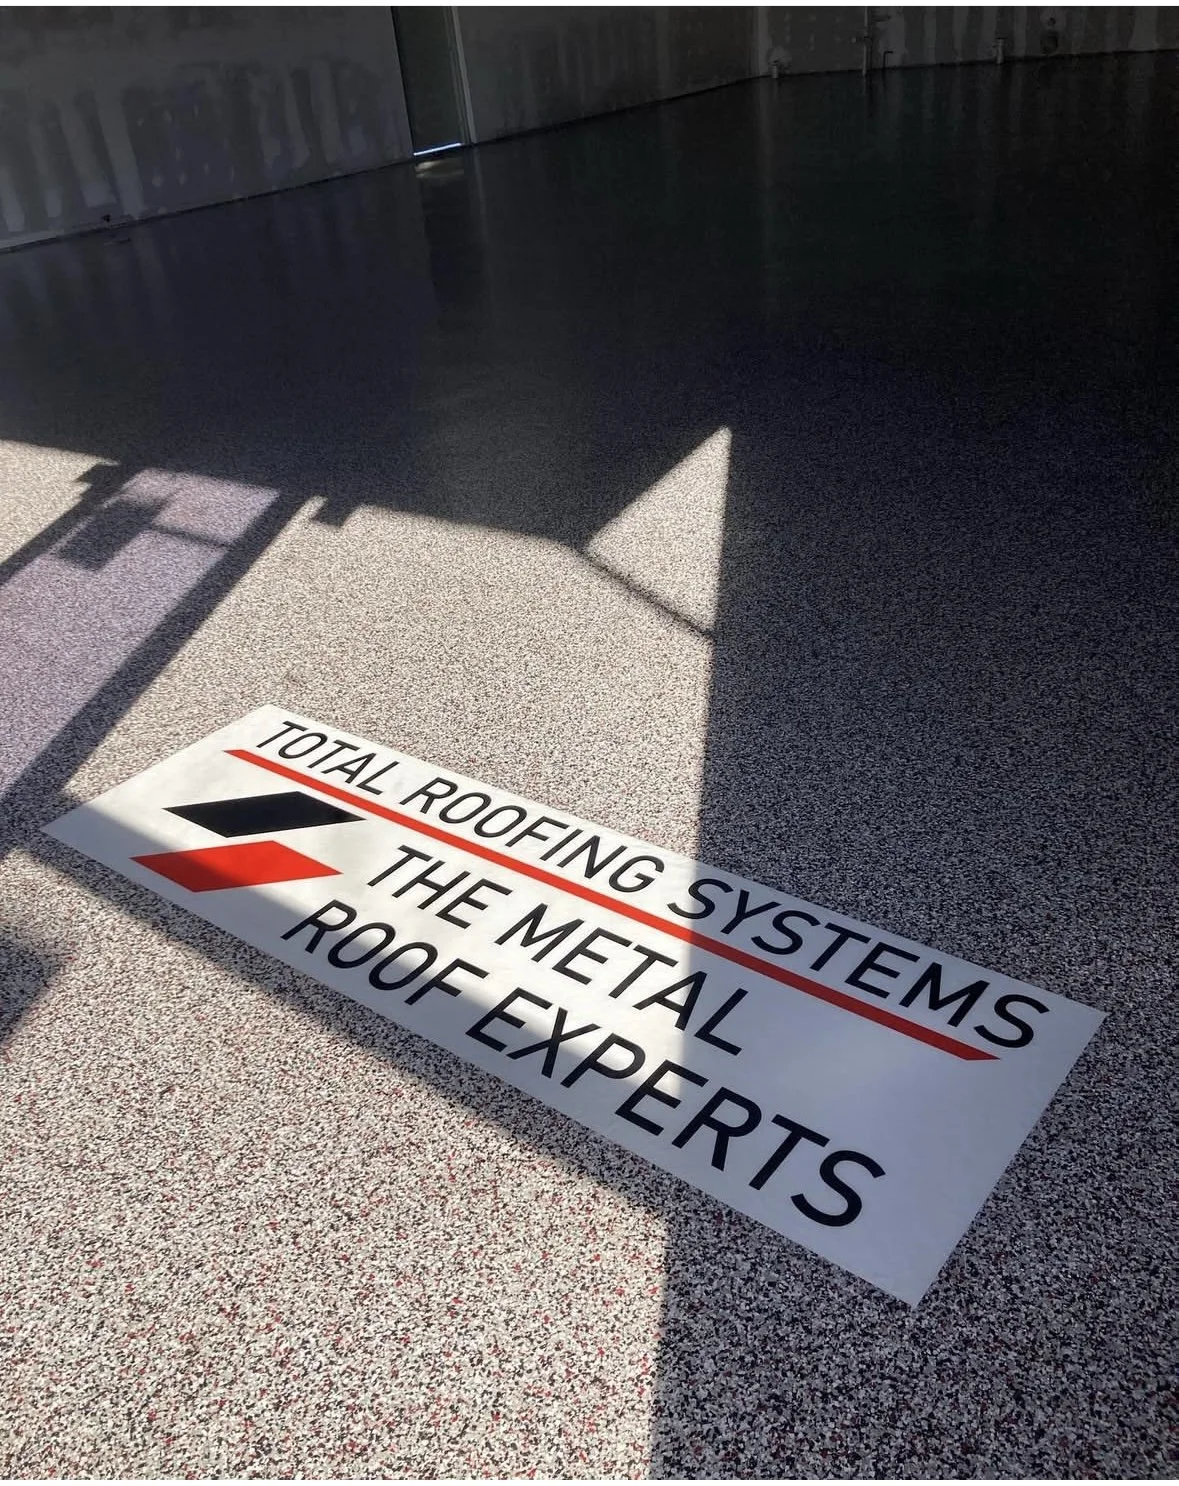 TOTAL ROOFING SYSTEMS
THE METAL
ROOF EXPERTS